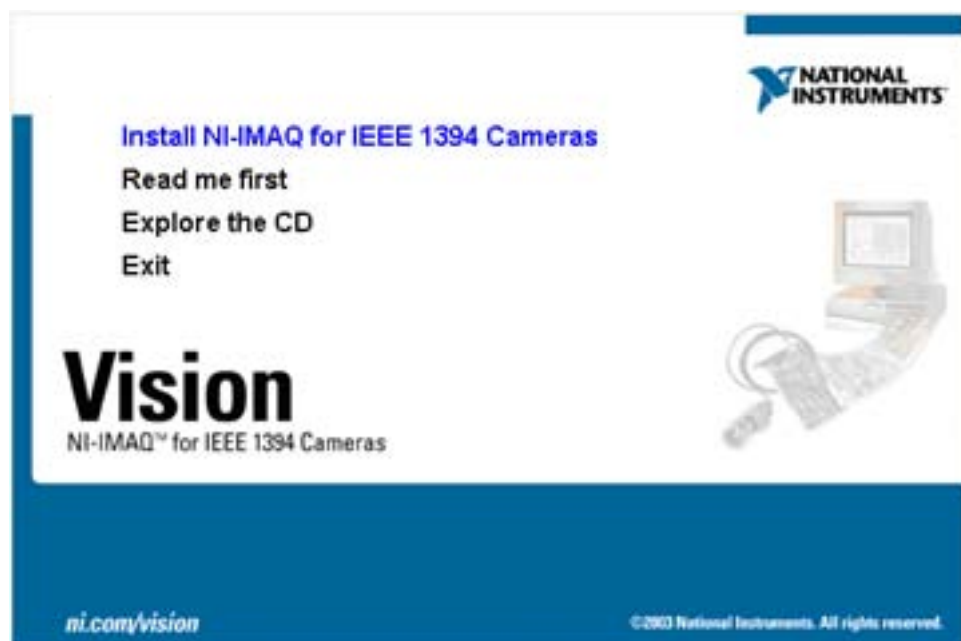 NATIONAL
INSTRUMENTS
Install NI-IMAQ for IEEE 1394 Cameras
Read me first
Explore the CD
Exit
Vision
NI-IMAQ™ for IEEE 1394 Cameras
ni.com/vision
©2003 National Instruments. All rights reserved.